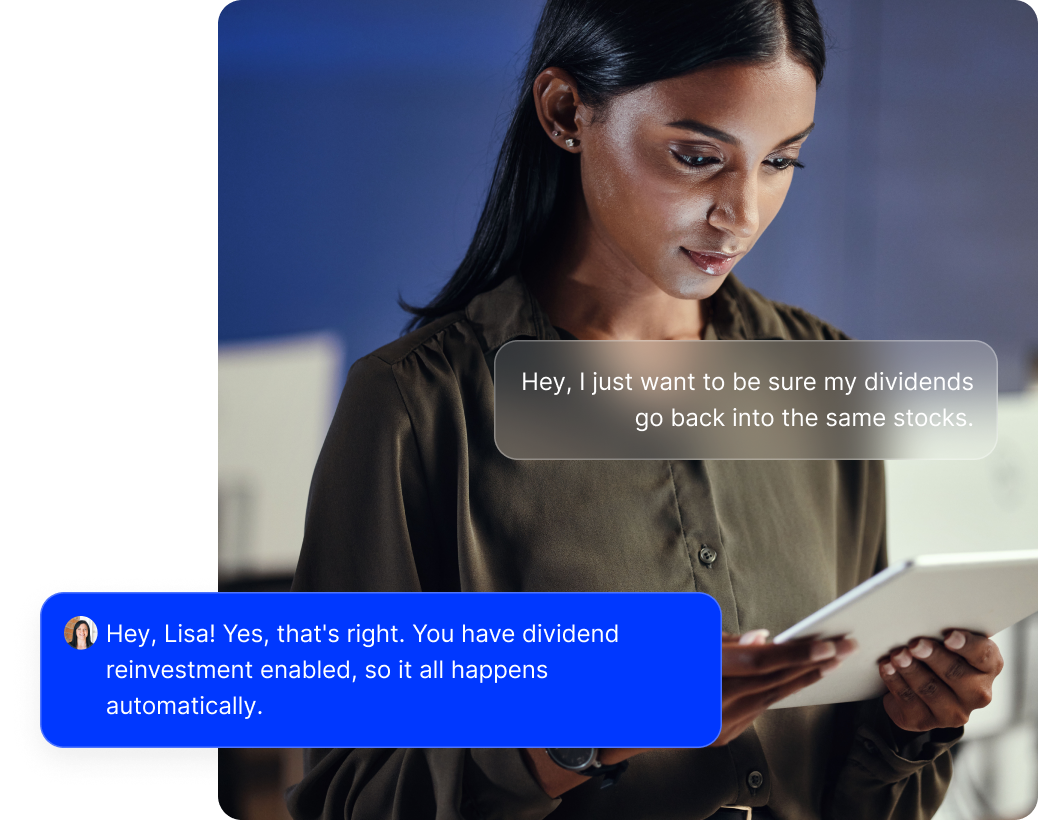 Hey, I just want to be sure my dividends
go back into the same stocks.
Hey, Lisa! Yes, that's right. You have dividend
reinvestment enabled, so it all happens
automatically.